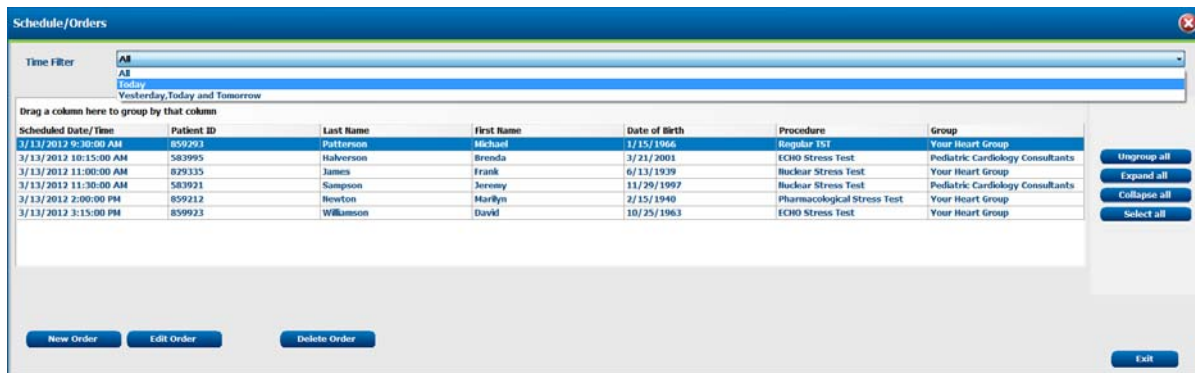 Schedule/Orders
Time Filter All
All
Today
Yesterday,Today and Tomorrow
Drag a column here to group by that column
Scheduled Date/Time Patient ID Last Name First Name Date of Birth Procedure Group
3/13/2012 9:30:00 AM 859293 Patterson Michael 1/15/1966 Regular TST Your Heart Group
3/13/2012 10:15:00 AM 583995 Halverson Brenda 3/21/2001 ECHO Stress Test Pediatric Cardiology Consultants
3/13/2012 11:00:00 AM 829335 James Frank 6/13/1939 Nuclear Stress Test Your Heart Group
3/13/2012 11:30:00 AM 583921 Sampson Jeremy 11/29/1997 Nuclear Stress Test Pediatric Cardiology Consultants
3/13/2012 2:00:00 PM 859212 Newton Marilyn 2/15/1940 Pharmacological Stress Test Your Heart Group
3/13/2012 3:15:00 PM 859923 Williamson David 10/25/1963 ECHO Stress Test Your Heart Group
Ungroup all
Expand all
Collapse all
Select all
New Order Edit Order Delete Order
Exit